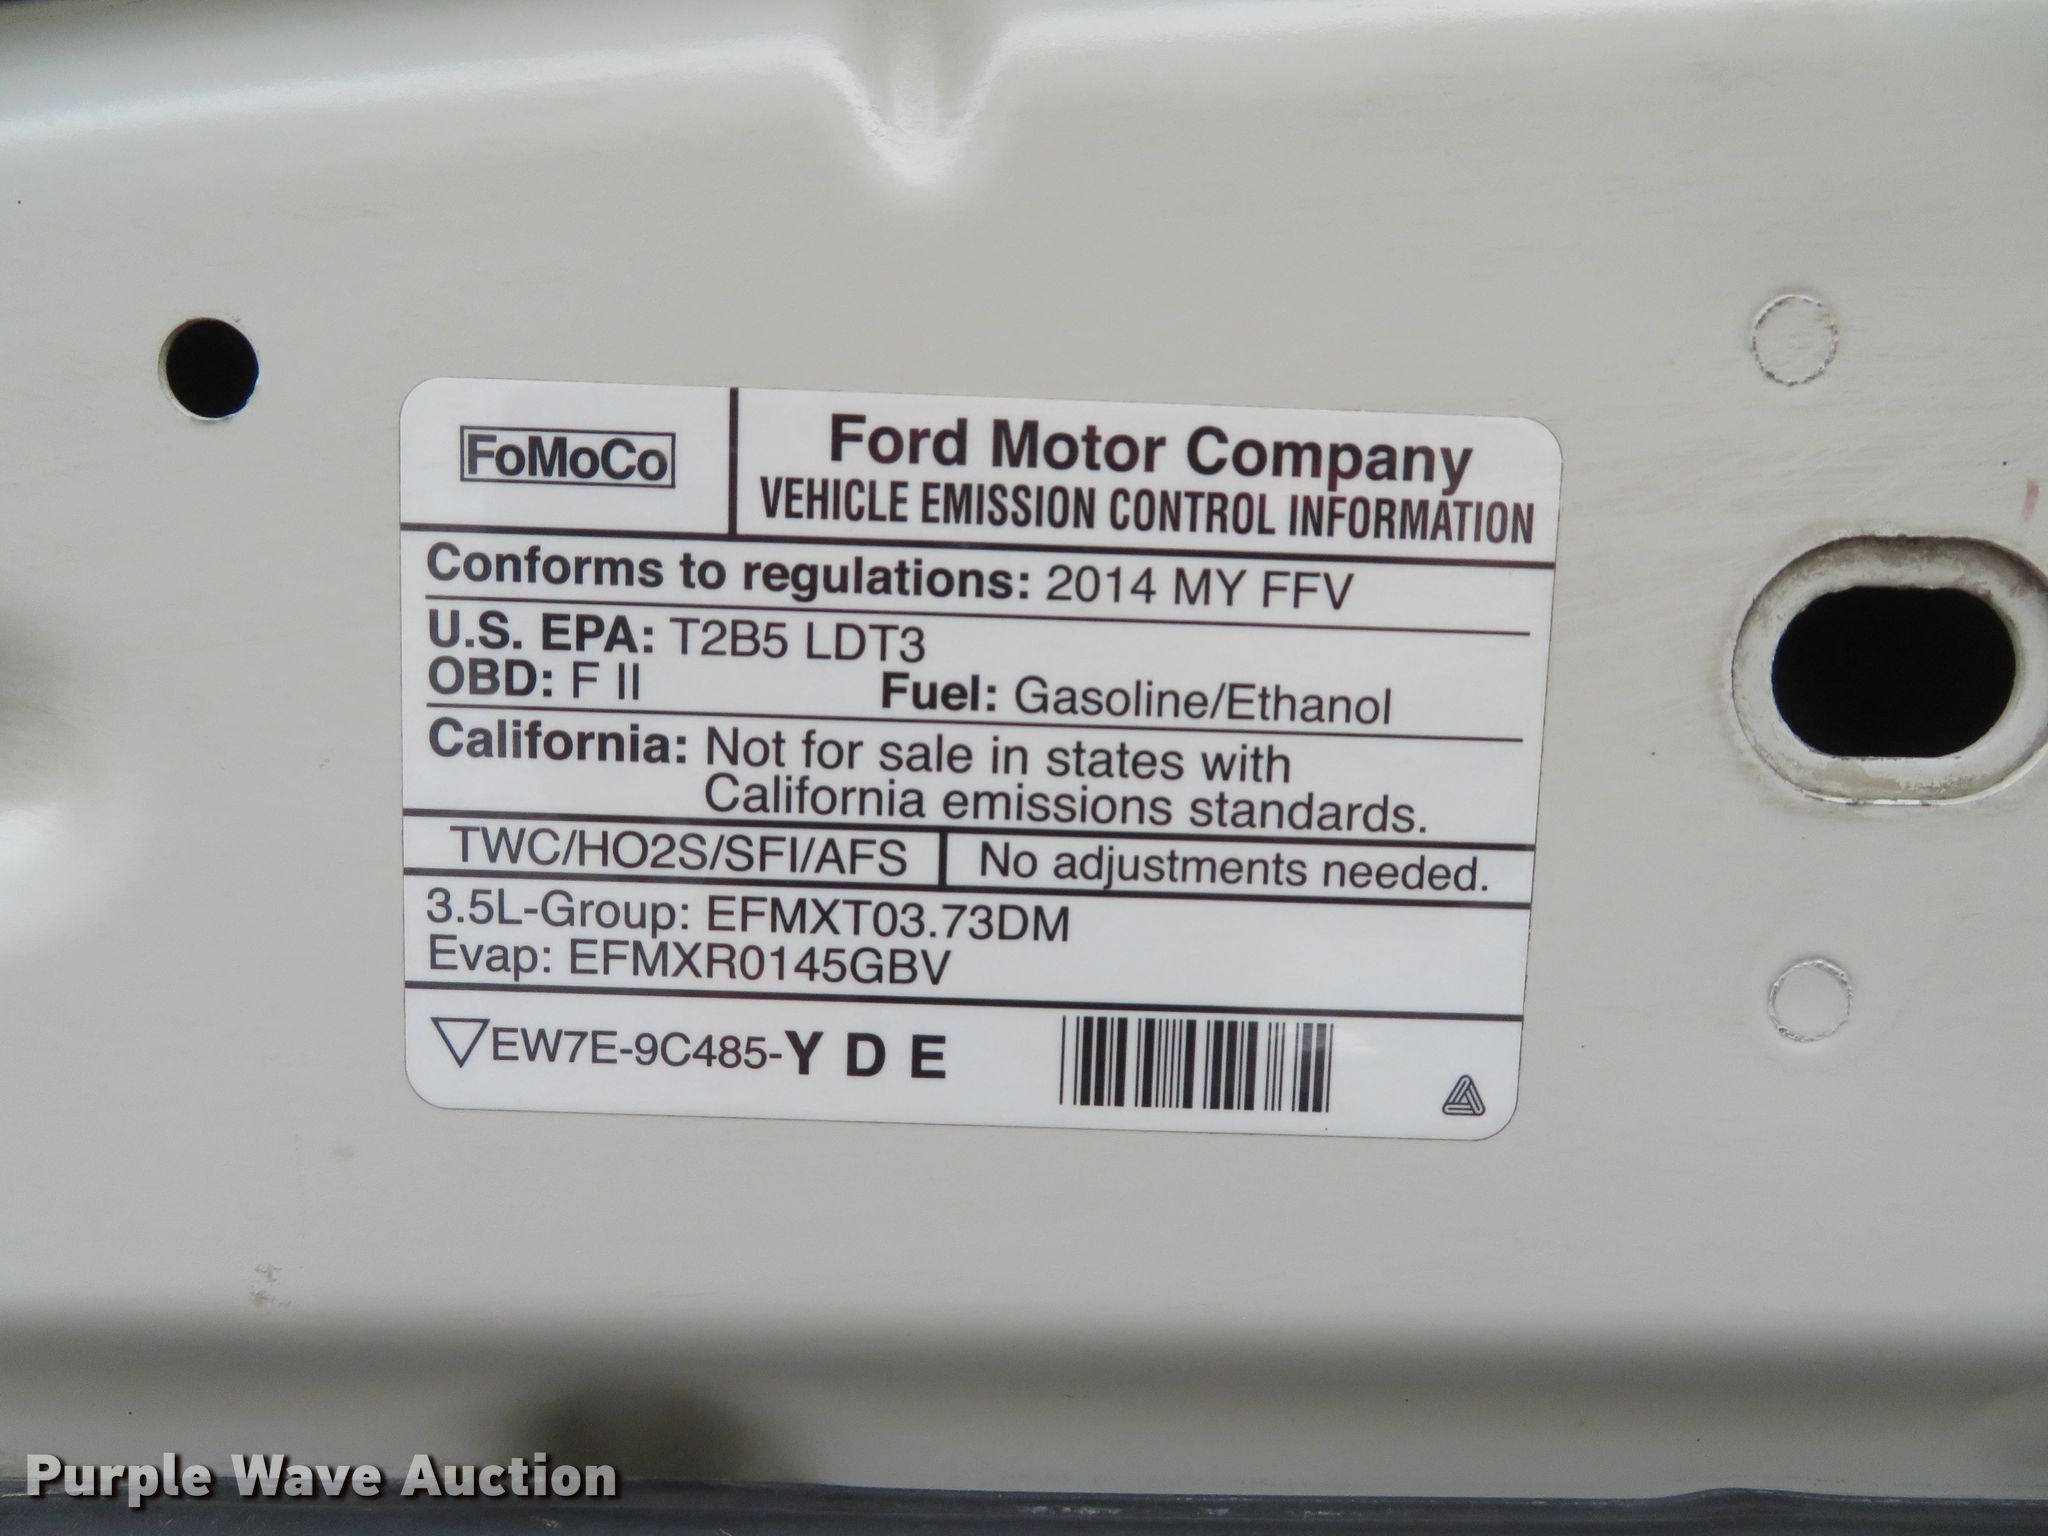 FoMoCo
Ford Motor Company
VEHICLE EMISSION CONTROL INFORMATION
Conforms to regulations: 2014 MY FFV
U.S. EPA: T2B5 LDT3
OBD: F II Fuel: Gasoline/Ethanol
California: Not for sale in states with
California emissions standards.
TWC/HO2S/SFI/AFS No adjustments needed.
3.5L-Group: EFMXT03.73DM
Evap: EFMXR0145GBV
EW7E-9C485-Y D E
Purple Wave Auction